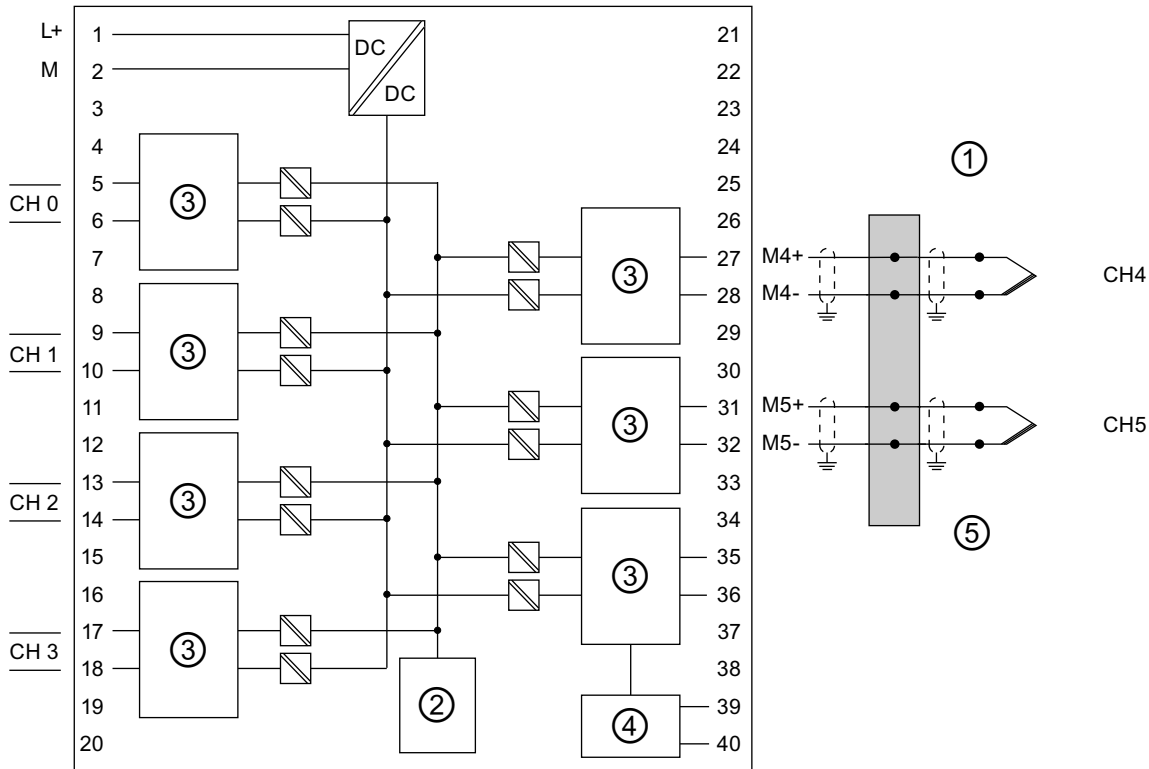 L+ 1 DC 21
M 2 DC 22
3 23
4 24 ①
5 ③ 25
CH 0
6 26
7 ③ 27 M4+ CH4
8 28 M4-
9 ③ 29
CH 1
10 30
11 ③ 31 M5+ CH5
12 32 M5-
13 ③ 33
CH 2
14 34 ⑤
15 ③ 35
16 36
17 ③ 37
CH 3
18 ② 38
19 ④ 39
20 40